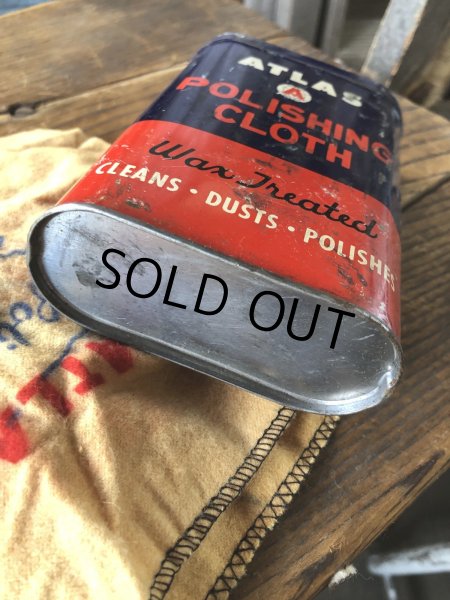 ATLAS
A
POLISHING
CLOTH
Wax Treated
CLEANS • DUSTS • POLISHES
SOLD OUT